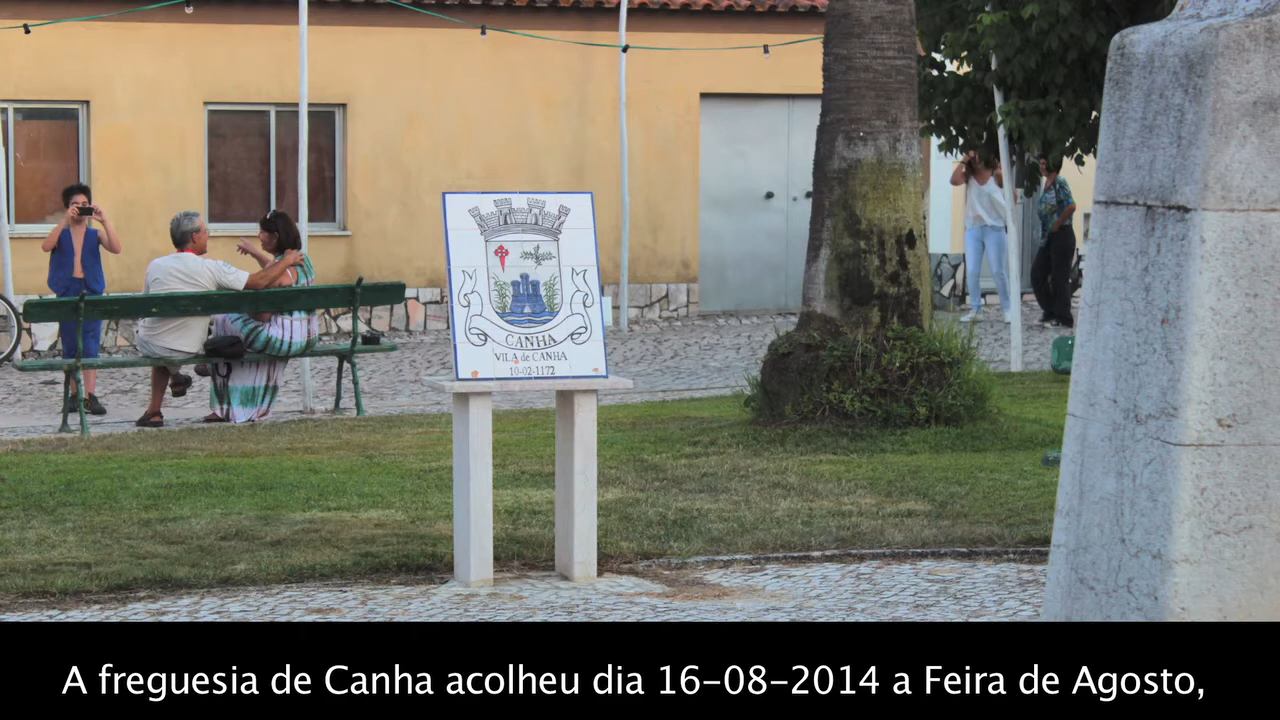 CANHA
VILA de CANHA
10-02-1172
A freguesia de Canha acolheu dia 16-08-2014 a Feira de Agosto,